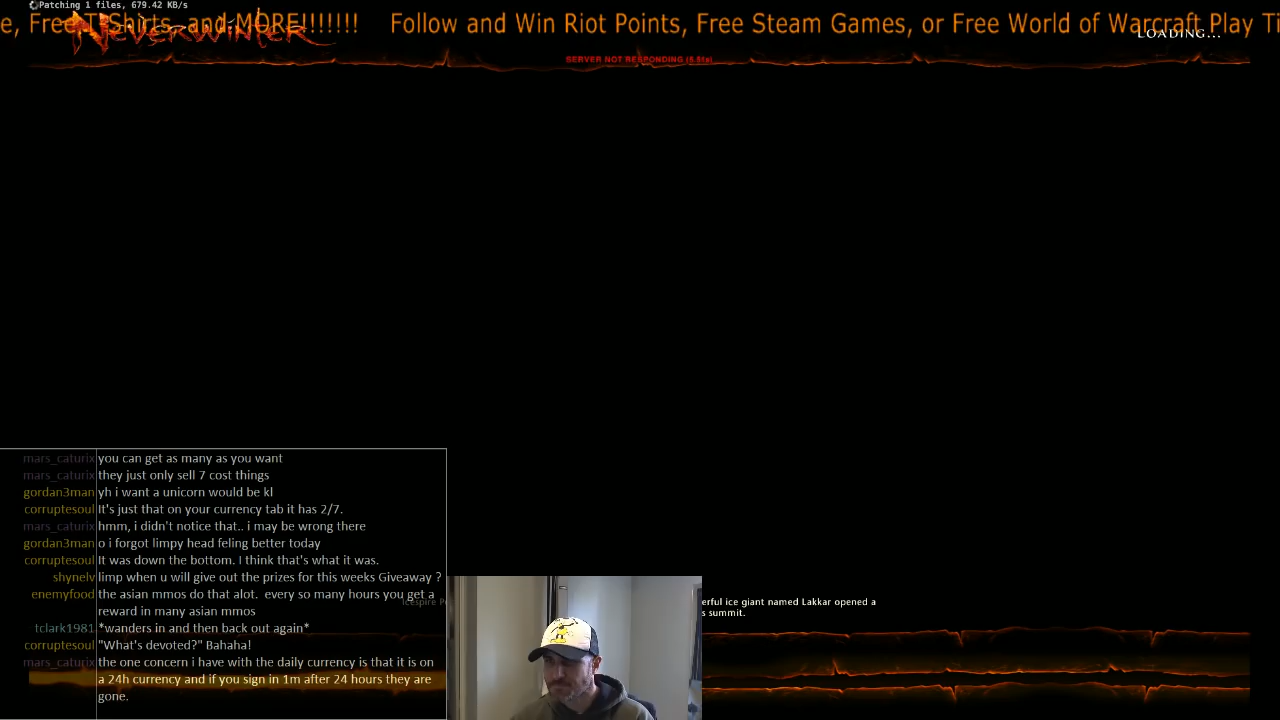 Patching 1 files, 679.42 KB/s
e, Free T-Shirts, and MORE!!!!!! Follow and Win Riot Points, Free Steam Games, or Free World of Warcraft Play Ti
NEVERWINTER
LOADING...
SERVER NOT RESPONDING
mars_caturix you can get as many as you want
mars_caturix they just only sell 7 cost things
gordan3man yh i want a unicorn would be kl
corruptesoul It's just that on your currency tab it has 2/7.
mars_caturix hmm, i didn't notice that.. i may be wrong there
gordan3man o i forgot limpy head feling better today
corruptesoul It was down the bottom. I think that's what it was.
shynelv limp when u will give out the prizes for this weeks Giveaway ?
enemyfood the asian mmos do that alot. every so many hours you get a
reward in many asian mmos
Icespire Pe
erful ice giant named Lakkar opened a
s summit.
tclark1981 *wanders in and then back out again*
corruptesoul "What's devoted?" Bahaha!
mars_caturix the one concern i have with the daily currency is that it is on
a 24h currency and if you sign in 1m after 24 hours they are
gone.